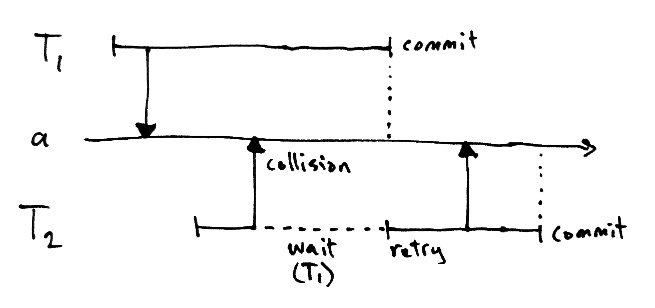 T₁
commit
a
collision
T₂
wait
(T₁)
retry
commit